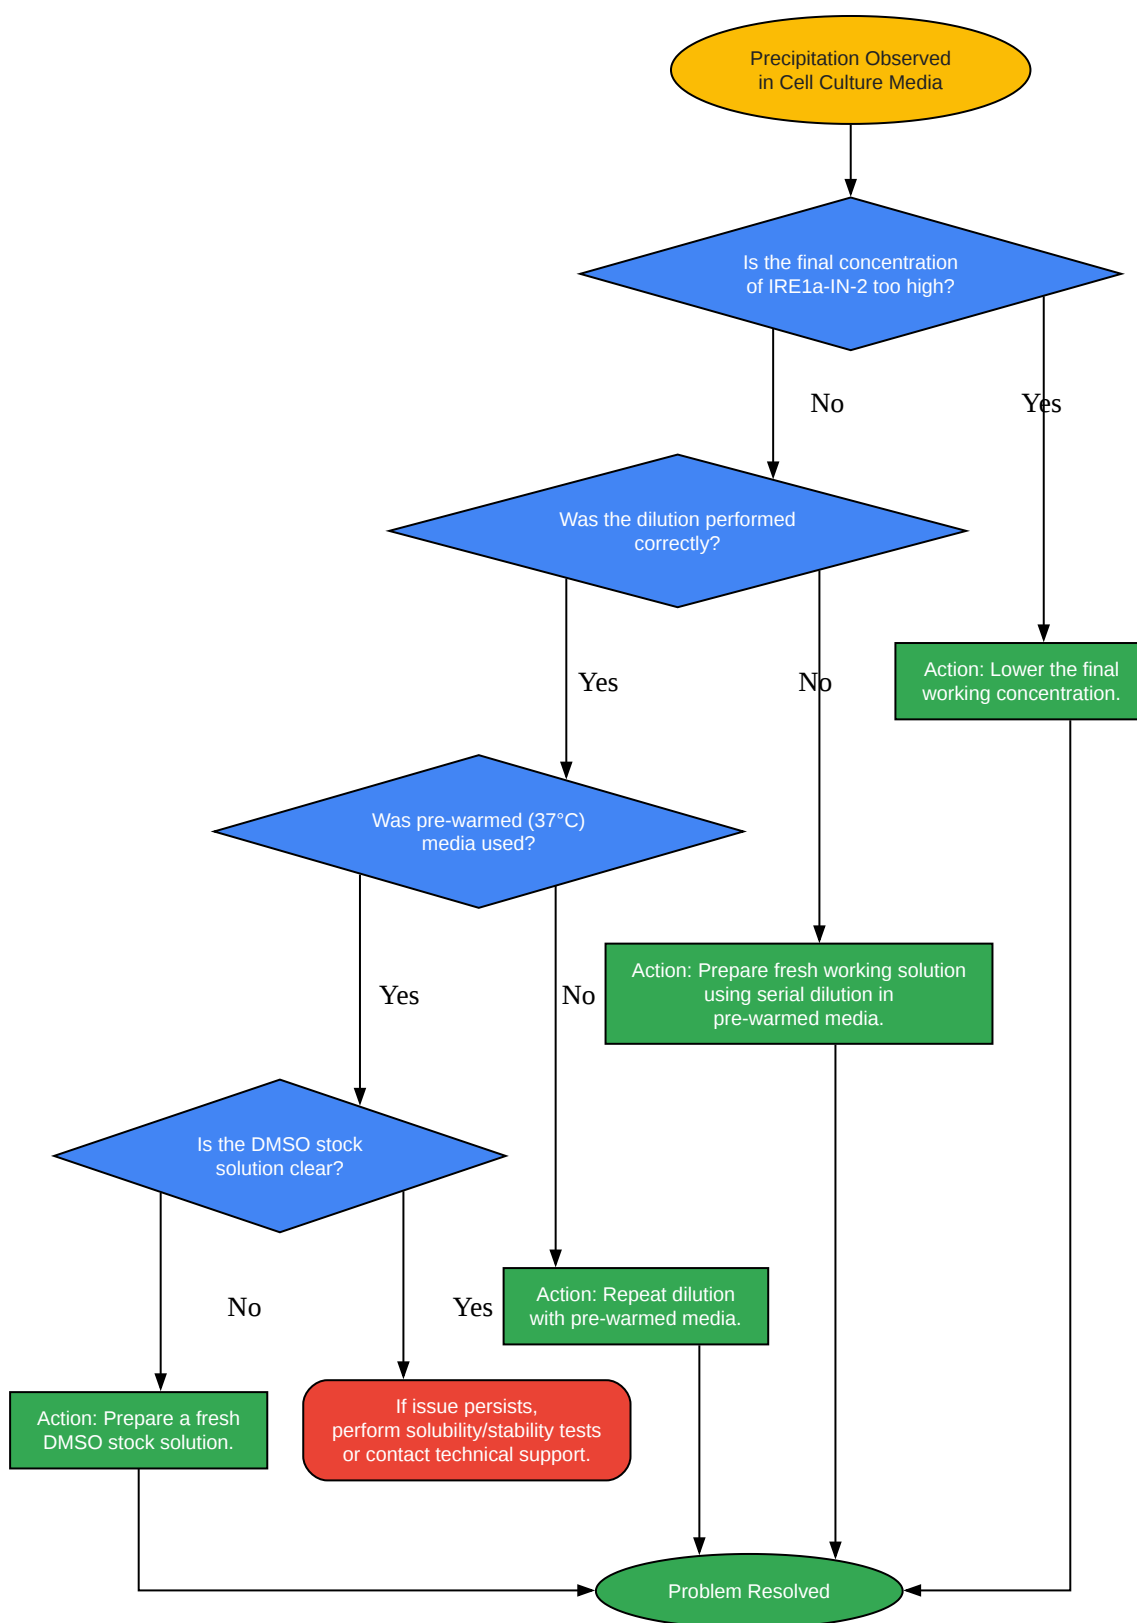 Precipitation Observed
in Cell Culture Media
Is the final concentration
of IRE1a-IN-2 too high?
No
Yes
Was the dilution performed
correctly?
Yes
No
Action: Lower the final
working concentration.
Was pre-warmed (37°C)
media used?
Yes
No
Action: Prepare fresh working solution
using serial dilution in
pre-warmed media.
Is the DMSO stock
solution clear?
No
Yes
Action: Repeat dilution
with pre-warmed media.
Action: Prepare a fresh
DMSO stock solution.
If issue persists,
perform solubility/stability tests
or contact technical support.
Problem Resolved